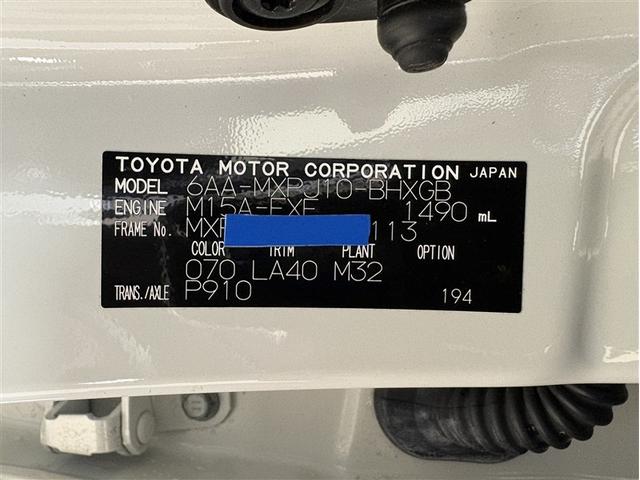 TOYOTA MOTOR CORPORATION JAPAN
MODEL 6AA-MXPJ10-BHXGB
ENGINE M15A-FXE 1490 mL
FRAME No. MXP 113
COLOR TRIM PLANT OPTION
070 LA40 M32
TRANS./AXLE P910 194